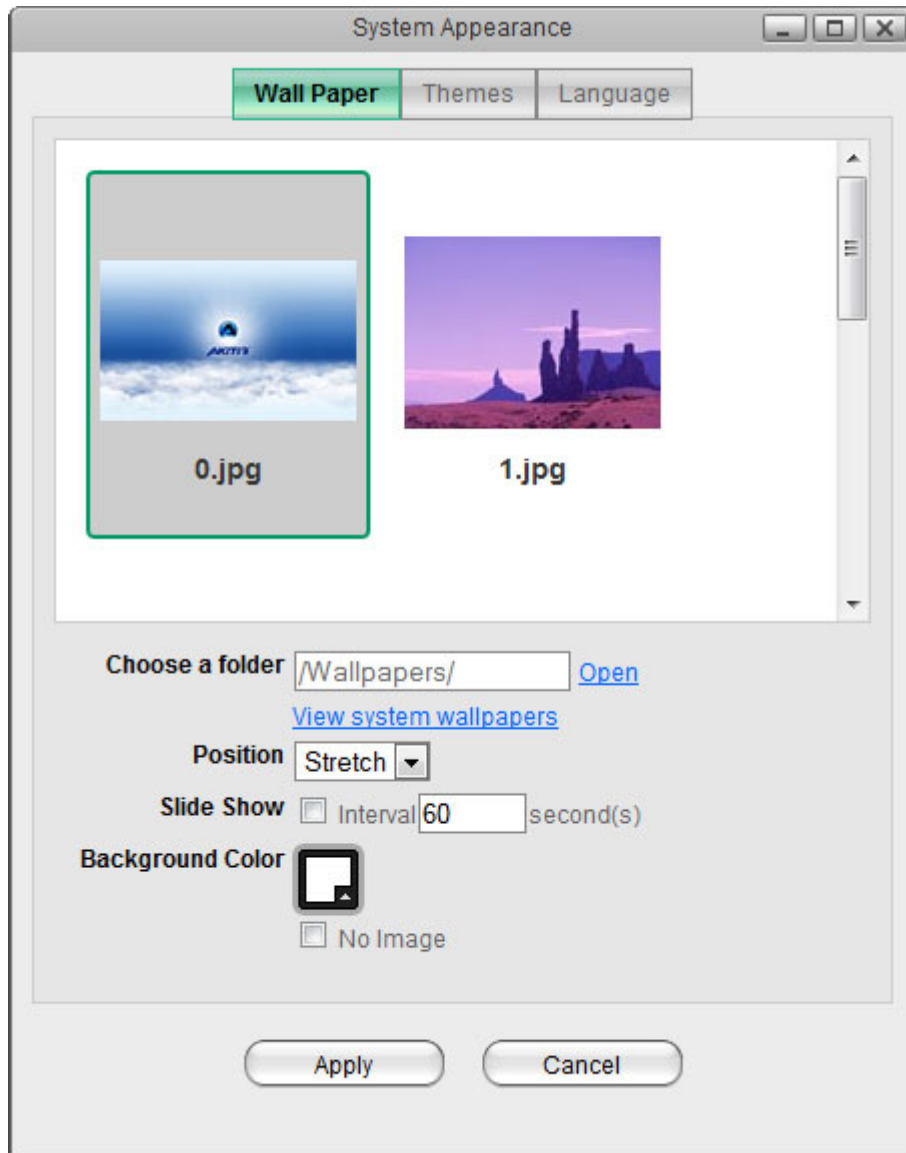 System Appearance
Wall Paper Themes Language
AKiTiO
0.jpg 1.jpg
Choose a folder /Wallpapers/ Open
View system wallpapers
Position Stretch
Slide Show Interval 60 second(s)
Background Color
No Image
Apply Cancel